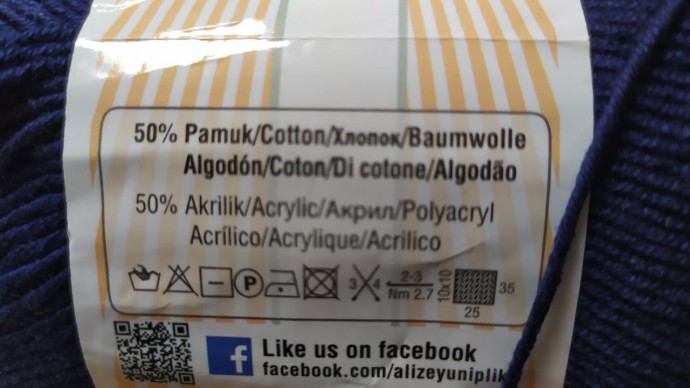 50% Pamuk/Cotton/Хлопок/Baumwolle
Algodón/Coton/Di cotone/Algodão
50% Akrilik/Acrylic/Акрил/Polyacryl
Acrílico/Acrylique/Acrilico
P 3 4 2-3 Nm 2.7 10x10 35
25
f Like us on facebook
facebook.com/alizeyuniplik